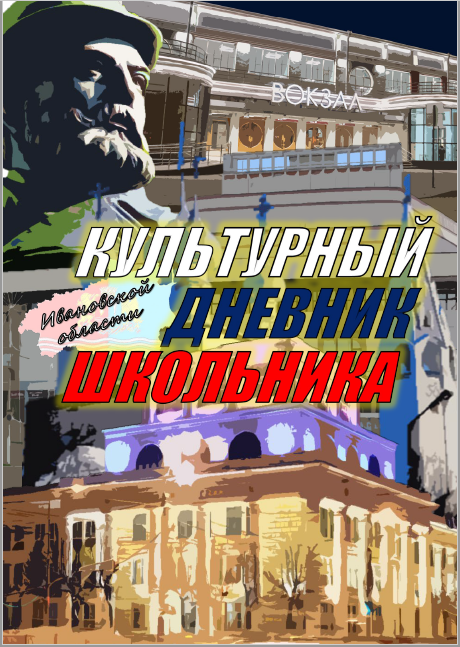 ВОКЗАЛ
КУЛЬТУРНЫЙ
Ивановской
области
ДНЕВНИК
ШКОЛЬНИКА